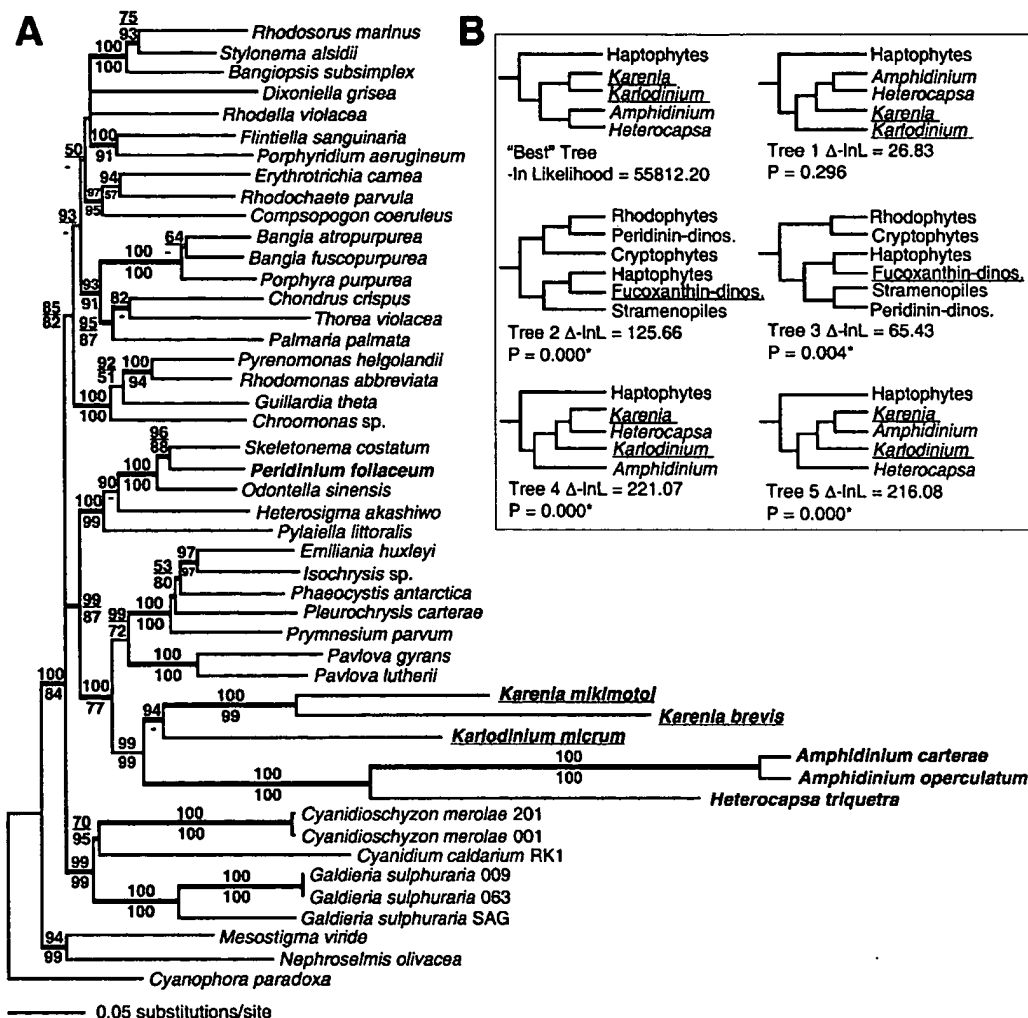 A
75
93
Rhodosorus marinus
100
100
Stylonema alsidii
Bangiopsis subsimplex
Dixoniella grisea
Rhodella violacea
Flintiella sanguinaria
100
91
Porphyridium aerugineum
50
-
Erythrotrichia carnea
94
57
Rhodochaete parvula
97
95
Compsopogon coeruleus
93
-
64
-
Bangia atropurpurea
100
100
Bangia fuscopurpurea
Porphyra purpurea
93
91
82
-
Chondrus crispus
Thorea violacea
95
87
Palmaria palmata
85
82
92
51
100
94
Pyrenomonas helgolandii
Rhodomonas abbreviata
Guillardia theta
100
100
Chroomonas sp.
96
88
Skeletonema costatum
Peridinium foliaceum
100
100
Odontella sinensis
90
-
Heterosigma akashiwo
100
99
Pylaiella littoralis
97
97
Emiliania huxleyi
53
80
Isochrysis sp.
Phaeocystis antarctica
99
87
99
72
100
100
Pleurochrysis carterae
Prymnesium parvum
Pavlova gyrans
100
100
Pavlova lutherii
100
84
100
77
100
99
Karenia mikimotoi
Karenia brevis
94
-
Karlodinium micrum
99
99
100
100
100
100
Amphidinium carterae
Amphidinium operculatum
Heterocapsa triquetra
70
95
100
100
Cyanidioschyzon merolae 201
Cyanidioschyzon merolae 001
Cyanidium caldarium RK1
99
99
100
100
Galdieria sulphuraria 009
100
100
Galdieria sulphuraria 063
Galdieria sulphuraria SAG
94
99
Mesostigma viride
Nephroselmis olivacea
Cyanophora paradoxa
0.05 substitutions/site
B
Haptophytes
Karenia
Karlodinium
Amphidinium
Heterocapsa
"Best" Tree
-ln Likelihood = 55812.20
Haptophytes
Amphidinium
Heterocapsa
Karenia
Karlodinium
Tree 1 Δ-lnL = 26.83
P = 0.296
Rhodophytes
Peridinin-dinos.
Cryptophytes
Haptophytes
Fucoxanthin-dinos.
Stramenopiles
Tree 2 Δ-lnL = 125.66
P = 0.000*
Rhodophytes
Cryptophytes
Haptophytes
Fucoxanthin-dinos.
Stramenopiles
Peridinin-dinos.
Tree 3 Δ-lnL = 65.43
P = 0.004*
Haptophytes
Karenia
Heterocapsa
Karlodinium
Amphidinium
Tree 4 Δ-lnL = 221.07
P = 0.000*
Haptophytes
Karenia
Amphidinium
Karlodinium
Heterocapsa
Tree 5 Δ-lnL = 216.08
P = 0.000*